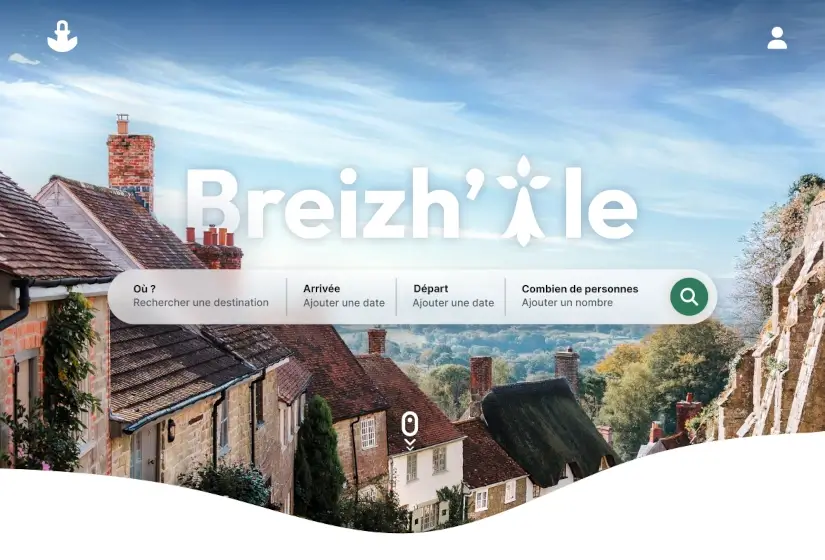 Breizh' le
Où ?
Rechercher une destination
Arrivée
Ajouter une date
Départ
Ajouter une date
Combien de personnes
Ajouter un nombre